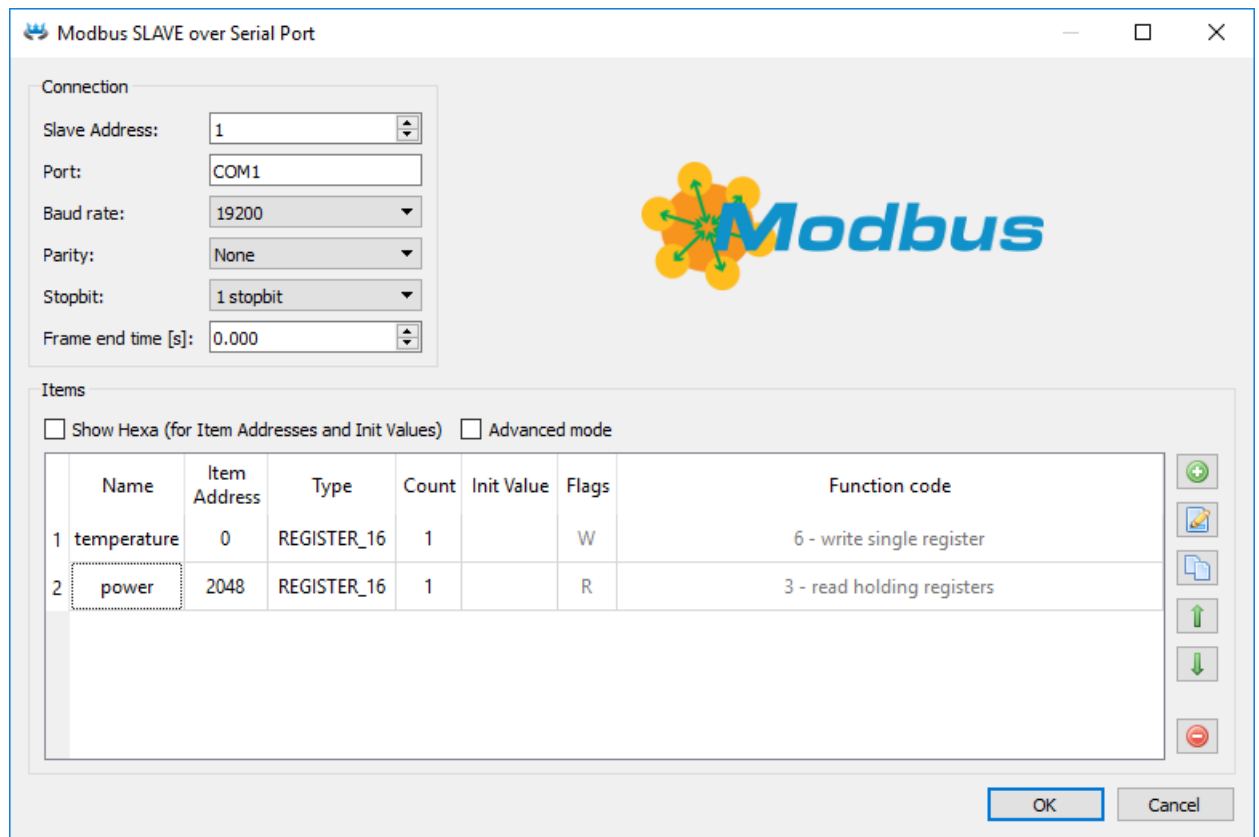 Modbus SLAVE over Serial Port
Connection
Slave Address: 1
Port: COM1
Baud rate: 19200
Parity: None
Stopbit: 1 stopbit
Frame end time [s]: 0.000
Modbus
Items
Show Hexa (for Item Addresses and Init Values) Advanced mode
Name Item Address Type Count Init Value Flags Function code
1 temperature 0 REGISTER_16 1 W 6 - write single register
2 power 2048 REGISTER_16 1 R 3 - read holding registers
OK Cancel